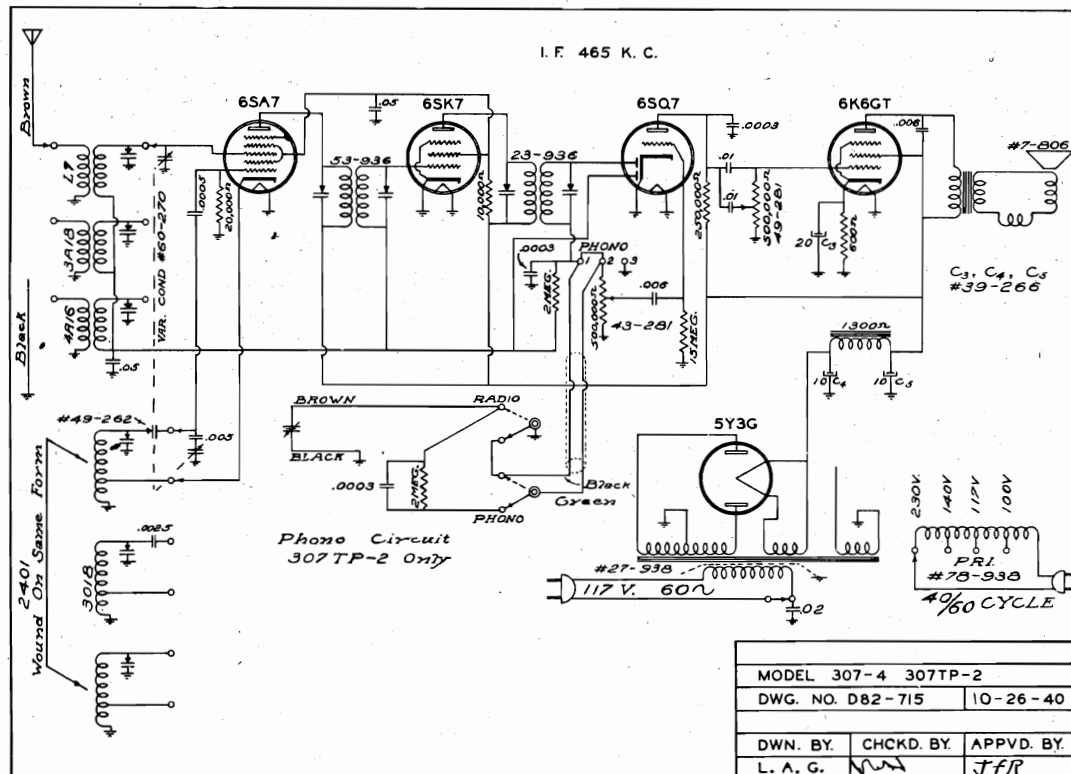 I.F. 465 K.C.
Brown
6SA7
.05
6SK7
6SQ7
.0003
6K6GT
.006
#7-806
L7
VAR. COND #60-270
.0005
20,000Ω
53-936
10,000Ω
23-936
250,000Ω
.01
.01
500,000Ω
49-281
20 C3
600Ω
3A18
.0003
PHONO
1 2 3
2 MEG.
500,000Ω
.006
43-281
15 MEG.
C3, C4, C5
#39-266
Black
4A16
.05
1300Ω
10 C4
10 C5
#49-262
.005
BROWN
RADIO
BLACK
.0003
2 MEG.
Black
Green
PHONO
5Y3G
230V.
140V.
117V.
100V.
Phono Circuit
307TP-2 Only
2401
Wound On Same Form
.0025
3018
#27-938
117 V. 60~
.02
PRI.
#78-938
40/60 CYCLE
MODEL 307-4 307TP-2
DWG. NO. D82-715
10-26-40
DWN. BY.
CHCKD. BY.
APPVD. BY.
L. A. G.
JfR